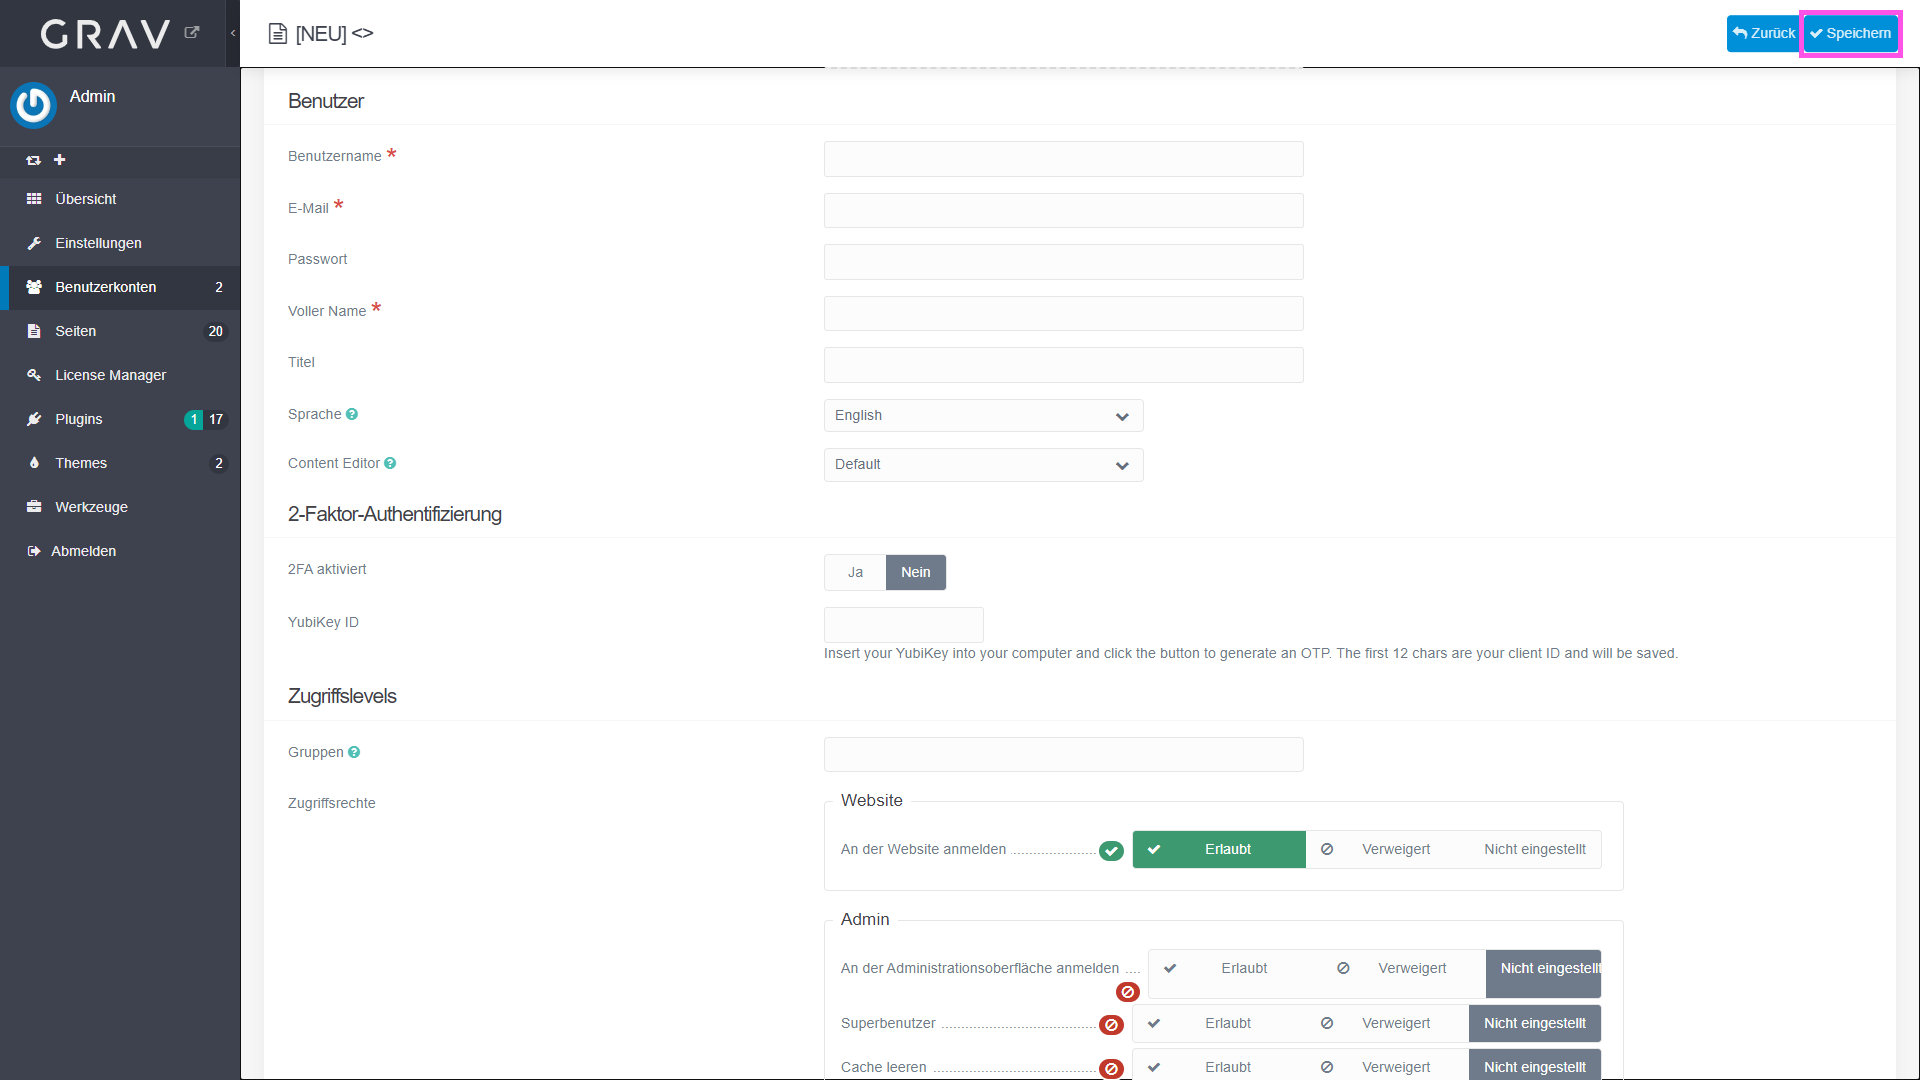 GRAV
[NEU] <>
Zurück
Speichern
Admin
Übersicht
Einstellungen
Benutzerkonten 2
Seiten 20
License Manager
Plugins 1 17
Themes 2
Werkzeuge
Abmelden
Benutzer
Benutzername *
E-Mail *
Passwort
Voller Name *
Titel
Sprache ? English
Content Editor ? Default
2-Faktor-Authentifizierung
2FA aktiviert Ja Nein
YubiKey ID
Insert your YubiKey into your computer and click the button to generate an OTP. The first 12 chars are your client ID and will be saved.
Zugriffslevels
Gruppen ?
Zugriffsrechte
Website
An der Website anmelden Erlaubt Verweigert Nicht eingestellt
Admin
An der Administrationsoberfläche anmelden Erlaubt Verweigert Nicht eingestellt
Superbenutzer Erlaubt Verweigert Nicht eingestellt
Cache leeren Erlaubt Verweigert Nicht eingestellt